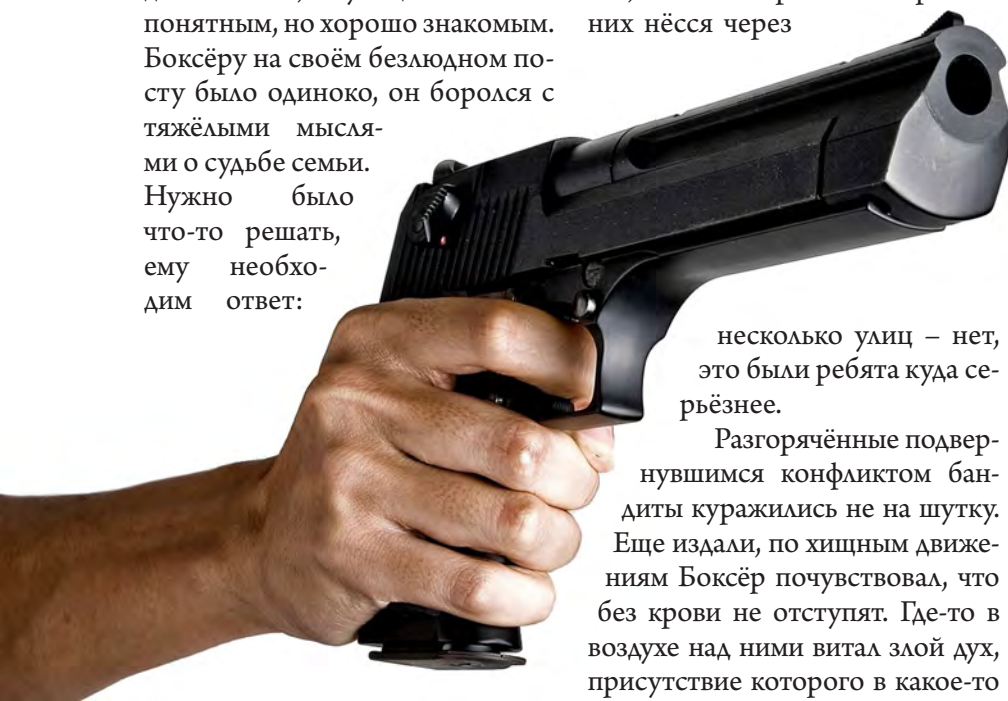 понятным, но хорошо знакомым.
Боксёру на своём безлюдном по-
сту было одиноко, он боролся с
тяжёлыми мысля-
ми о судьбе семьи.
Нужно было
что-то решать,
ему необхо-
дим ответ:
них нёсся через
несколько улиц – нет,
это были ребята куда се-
рьёзнее.
Разгорячённые подвер-
нувшимся конфликтом бан-
диты куражились не на шутку.
Еще издали, по хищным движе-
ниям Боксёр почувствовал, что
без крови не отступят. Где-то в
воздухе над ними витал злой дух,
присутствие которого в какое-то